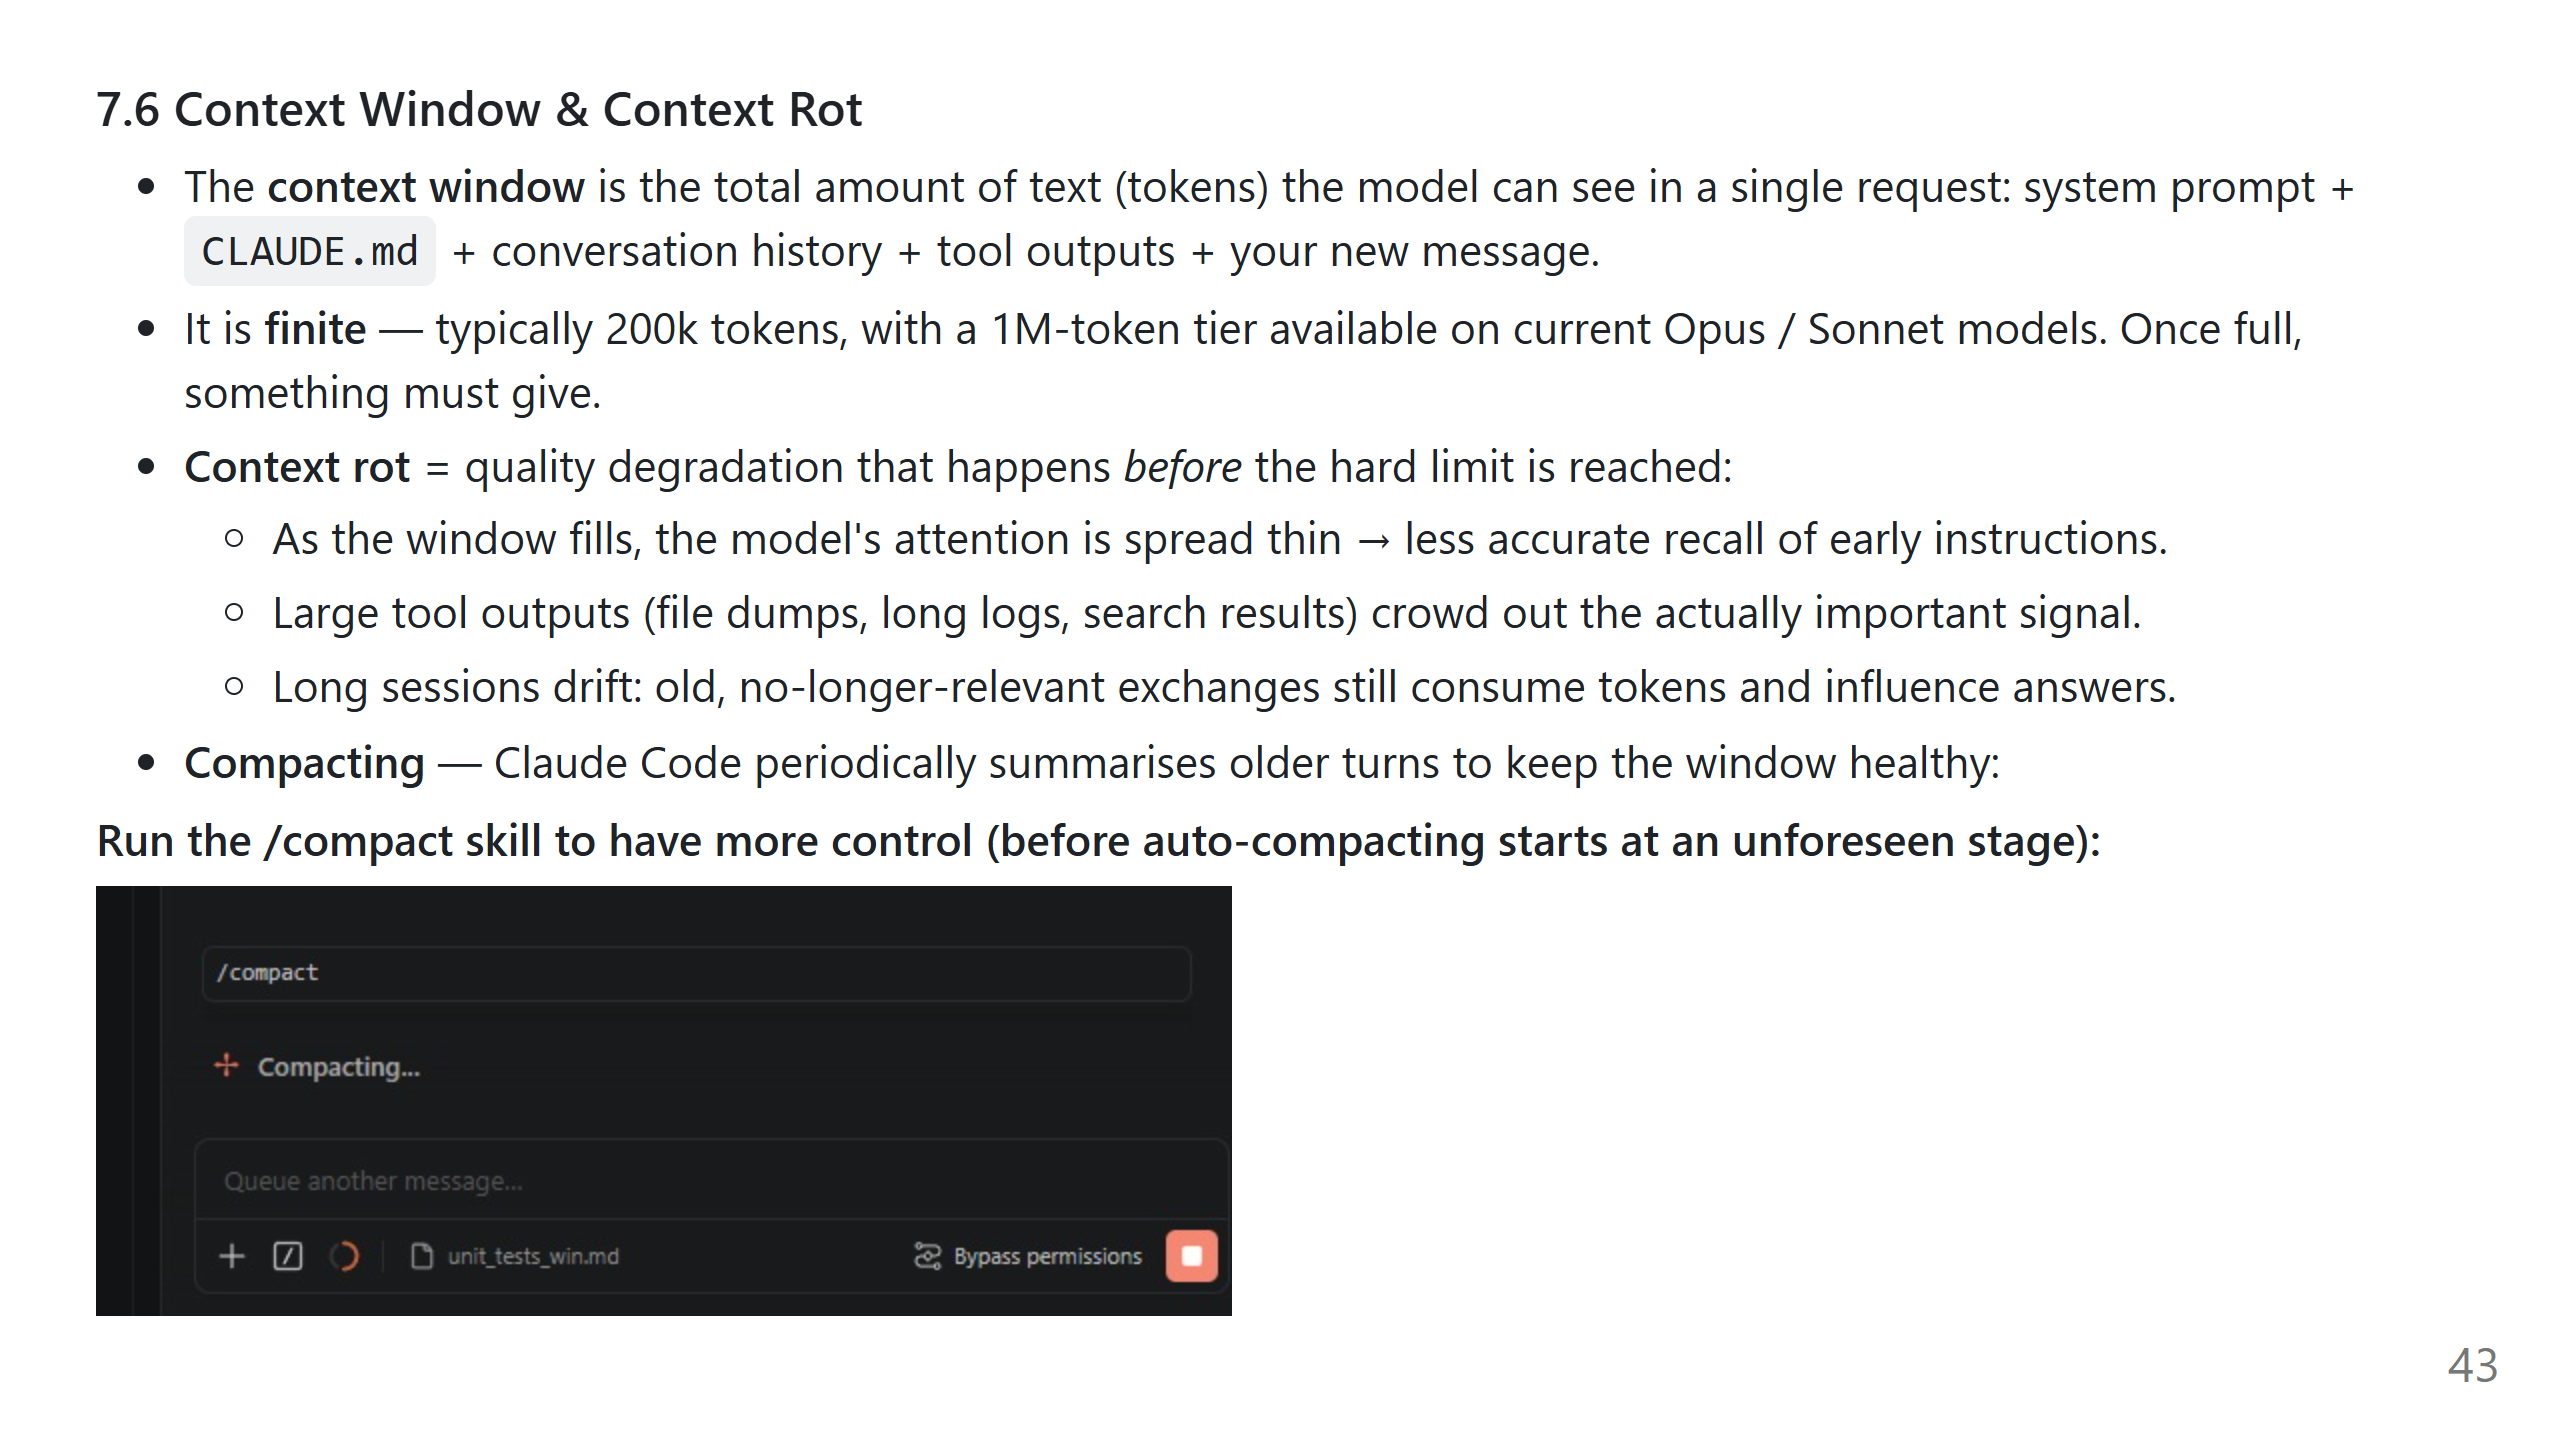 7.6 Context Window & Context Rot
• The context window is the total amount of text (tokens) the model can see in a single request: system prompt +
CLAUDE.md + conversation history + tool outputs + your new message.
• It is finite — typically 200k tokens, with a 1M-token tier available on current Opus / Sonnet models. Once full,
something must give.
• Context rot = quality degradation that happens before the hard limit is reached:
○ As the window fills, the model's attention is spread thin → less accurate recall of early instructions.
○ Large tool outputs (file dumps, long logs, search results) crowd out the actually important signal.
○ Long sessions drift: old, no-longer-relevant exchanges still consume tokens and influence answers.
• Compacting — Claude Code periodically summarises older turns to keep the window healthy:
Run the /compact skill to have more control (before auto-compacting starts at an unforeseen stage):
/compact
Compacting...
Queue another message...
unit_tests_win.md Bypass permissions
43